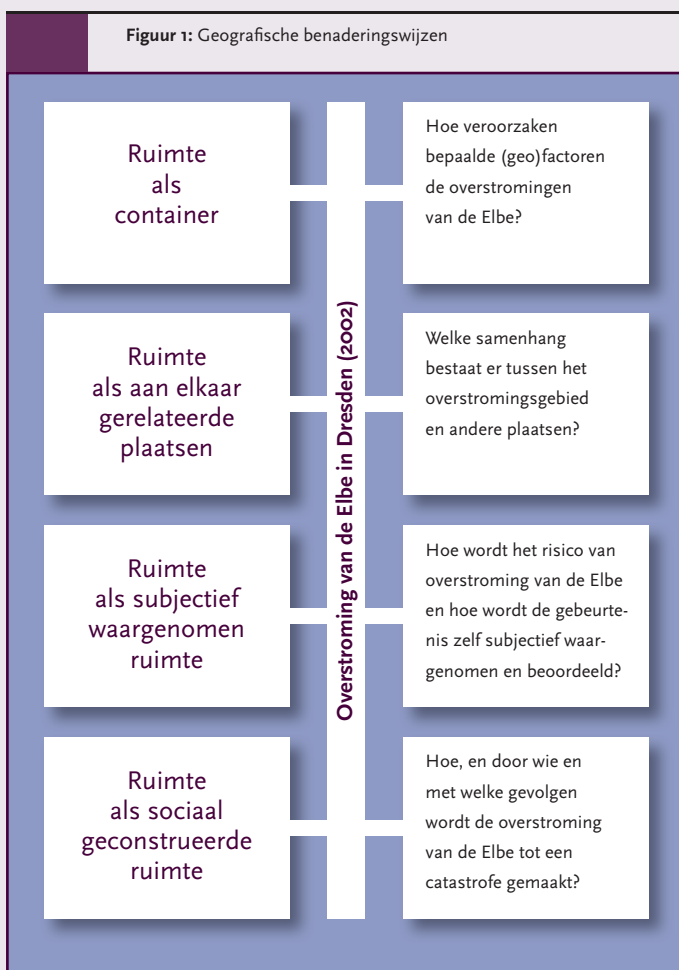 Figuur 1: Geografische benaderingswijzen
Ruimte
als
container
Hoe veroorzaken
bepaalde (geo)factoren
de overstromingen
van de Elbe?
Ruimte
als aan elkaar
gerelateerde
plaatsen
Welke samenhang
bestaat er tussen het
overstromingsgebied
en andere plaatsen?
Overstroming van de Elbe in Dresden (2002)
Ruimte
als subjectief
waargenomen
ruimte
Hoe wordt het risico van
overstroming van de Elbe
en hoe wordt de gebeurte-
nis zelf subjectief waar-
genomen en beoordeeld?
Ruimte
als sociaal
geconstrueerde
ruimte
Hoe, en door wie en
met welke gevolgen
wordt de overstroming
van de Elbe tot een
catastrofe gemaakt?